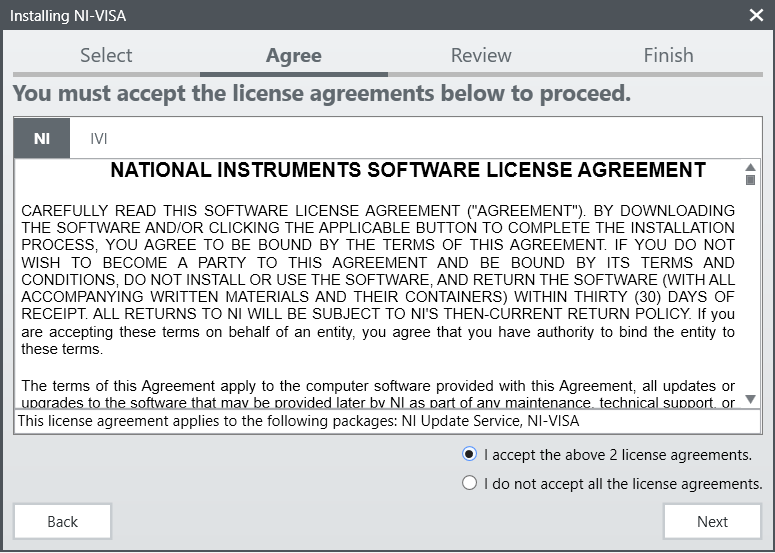 Installing NI-VISA
Select Agree Review Finish
You must accept the license agreements below to proceed.
NI IVI
NATIONAL INSTRUMENTS SOFTWARE LICENSE AGREEMENT
CAREFULLY READ THIS SOFTWARE LICENSE AGREEMENT ("AGREEMENT"). BY DOWNLOADING
THE SOFTWARE AND/OR CLICKING THE APPLICABLE BUTTON TO COMPLETE THE INSTALLATION
PROCESS, YOU AGREE TO BE BOUND BY THE TERMS OF THIS AGREEMENT. IF YOU DO NOT
WISH TO BECOME A PARTY TO THIS AGREEMENT AND BE BOUND BY ITS TERMS AND
CONDITIONS, DO NOT INSTALL OR USE THE SOFTWARE, AND RETURN THE SOFTWARE (WITH ALL
ACCOMPANYING WRITTEN MATERIALS AND THEIR CONTAINERS) WITHIN THIRTY (30) DAYS OF
RECEIPT. ALL RETURNS TO NI WILL BE SUBJECT TO NI'S THEN-CURRENT RETURN POLICY. If you
are accepting these terms on behalf of an entity, you agree that you have authority to bind the entity to
these terms.
The terms of this Agreement apply to the computer software provided with this Agreement, all updates or
upgrades to the software that may be provided later by NI as part of any maintenance, technical support, or
This license agreement applies to the following packages: NI Update Service, NI-VISA
I accept the above 2 license agreements.
I do not accept all the license agreements.
Back Next